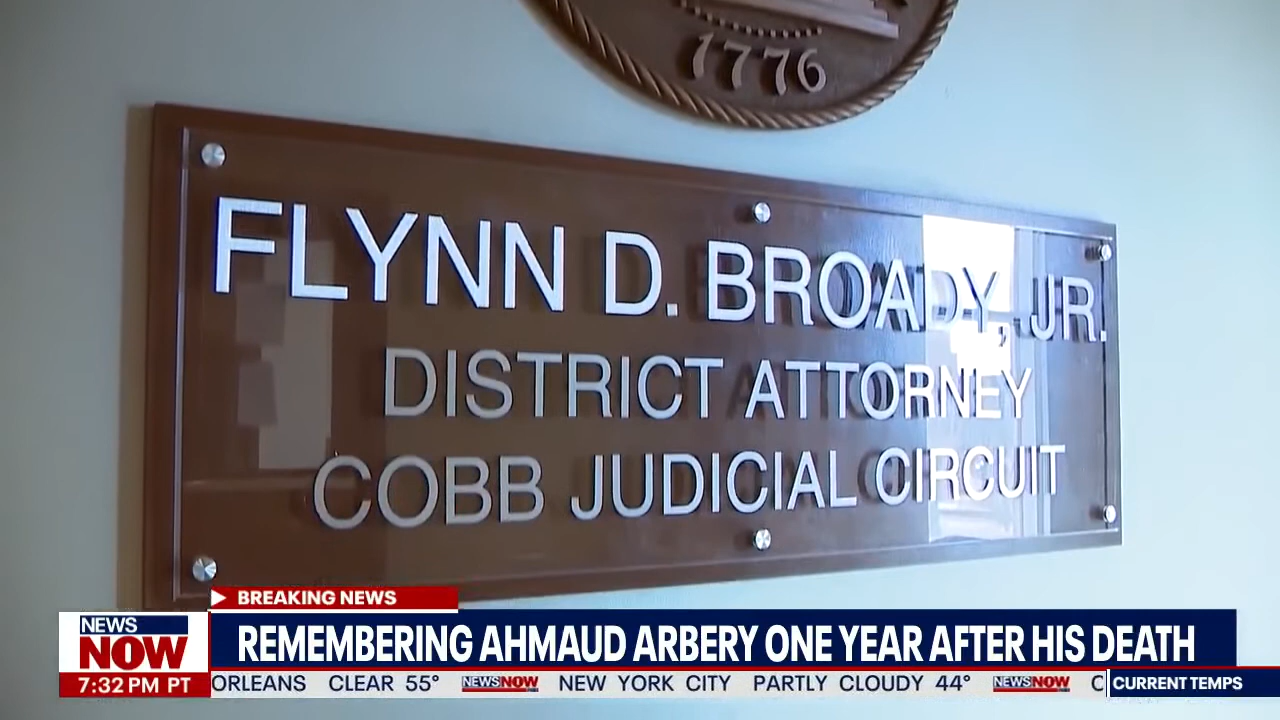 1776
FLYNN D. BROADY, JR.
DISTRICT ATTORNEY
COBB JUDICIAL CIRCUIT
BREAKING NEWS
NEWS
NOW
REMEMBERING AHMAUD ARBERY ONE YEAR AFTER HIS DEATH
7:32 PM PT
ORLEANS CLEAR 55° NEWSNOW NEW YORK CITY PARTLY CLOUDY 44° NEWSNOW C
CURRENT TEMPS